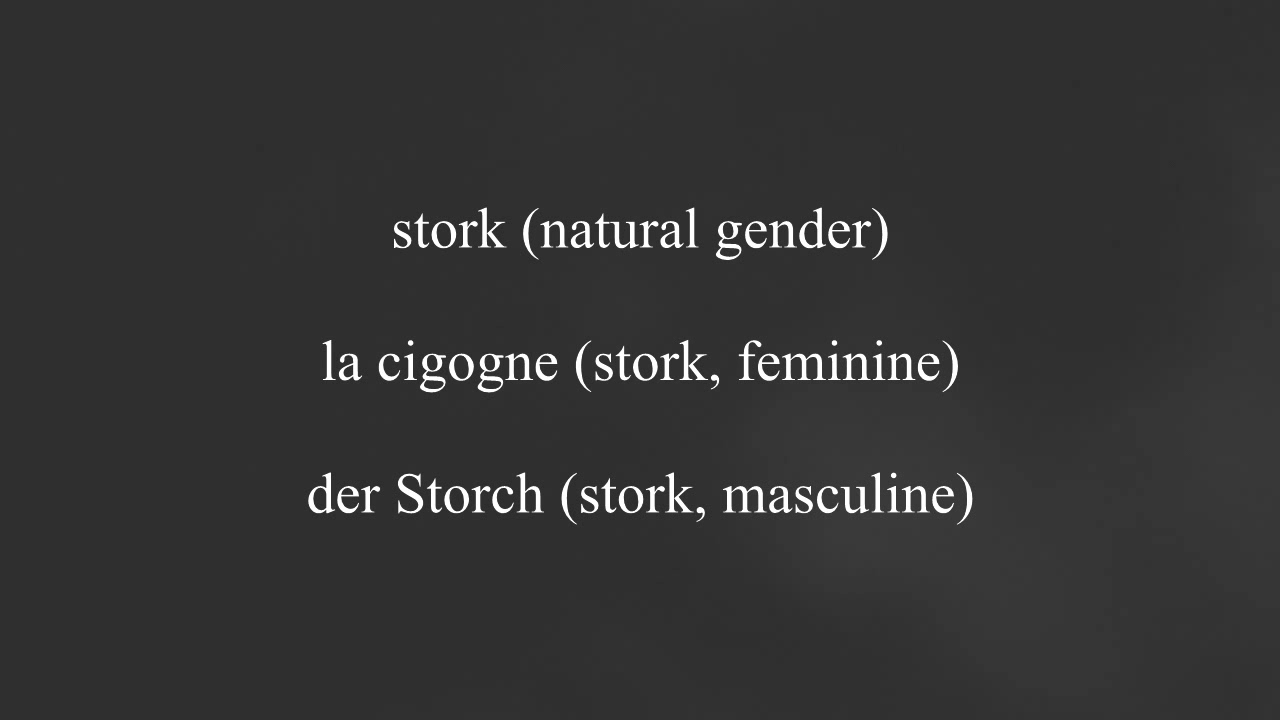 stork (natural gender)
la cigogne (stork, feminine)
der Storch (stork, masculine)